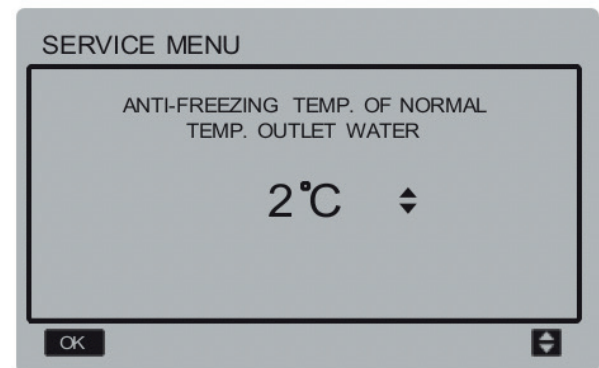 SERVICE MENU
ANTI-FREEZING TEMP. OF NORMAL
TEMP. OUTLET WATER
2°C
OK